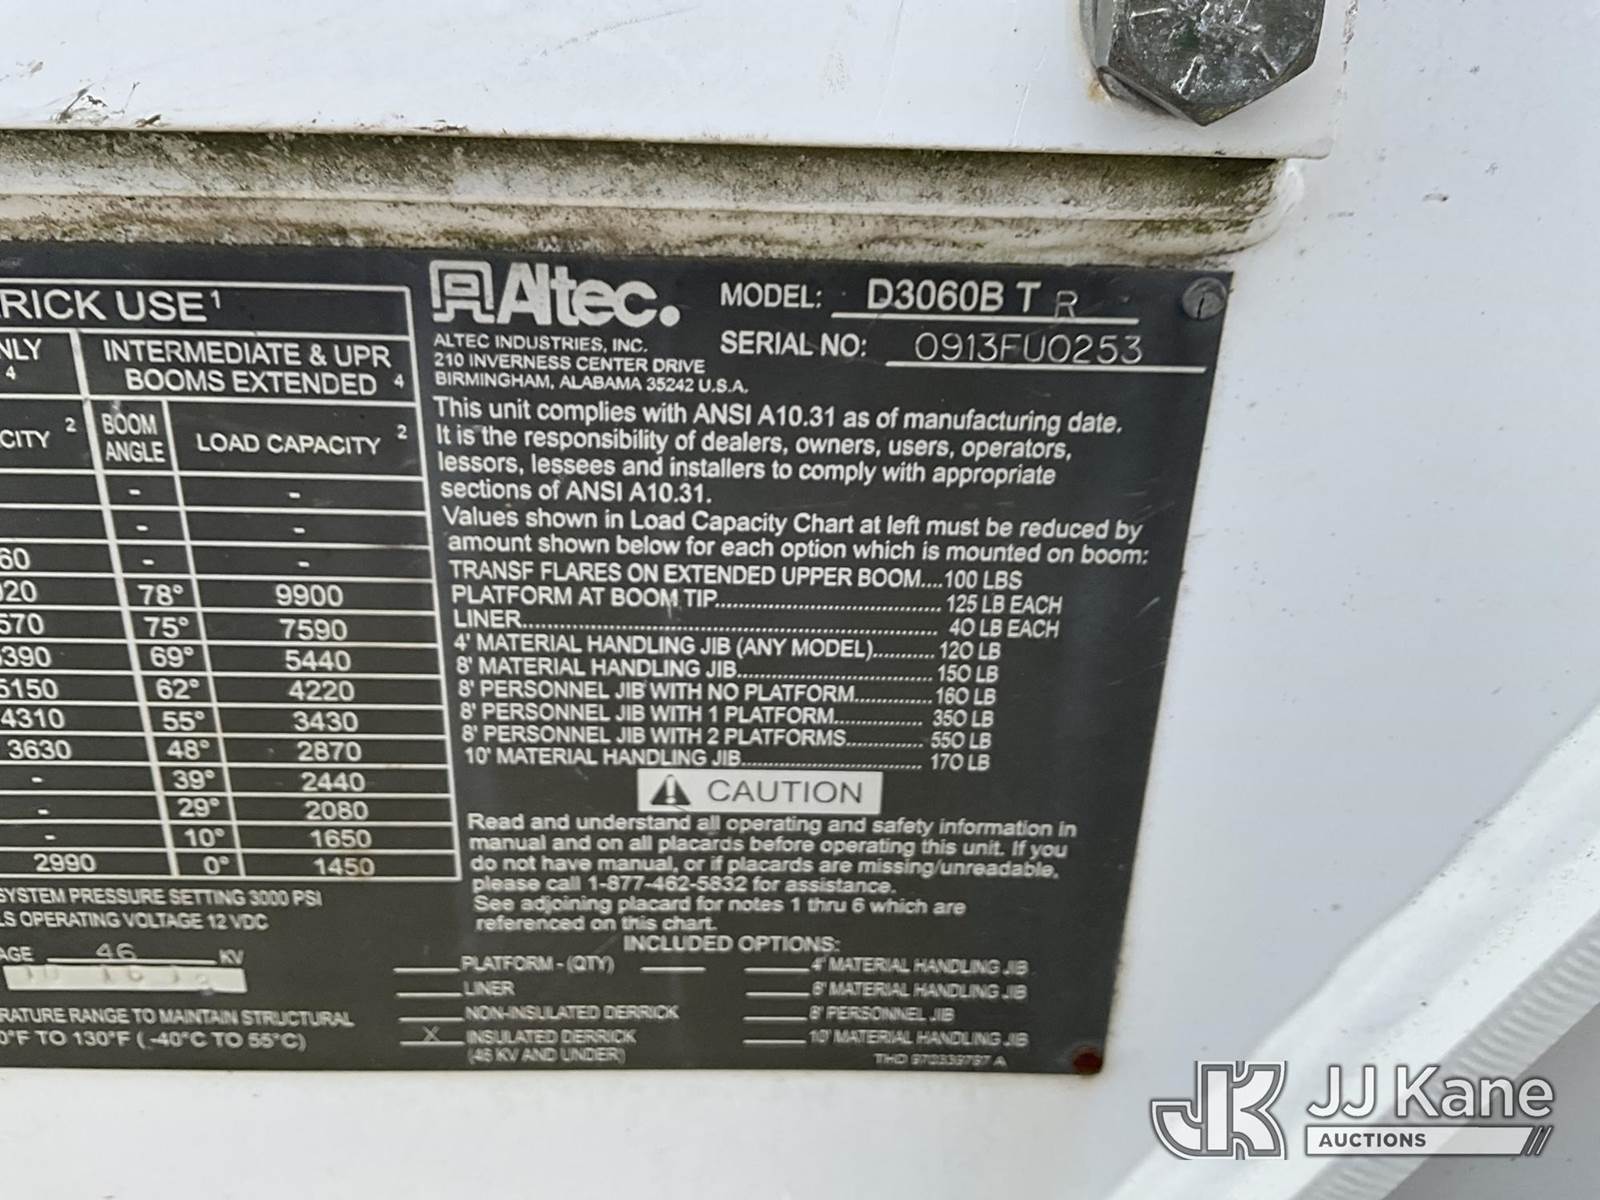 RICK USE 1
NLY
4
INTERMEDIATE & UPR
BOOMS EXTENDED 4
CITY 2
BOOM
ANGLE
LOAD CAPACITY 2
- -
- -
60 - -
020 78° 9900
570 75° 7590
390 69° 5440
5150 62° 4220
4310 55° 3430
3630 48° 2870
- 39° 2440
- 29° 2080
- 10° 1650
2990 0° 1450
SYSTEM PRESSURE SETTING 3000 PSI
LS OPERATING VOLTAGE 12 VDC
AGE 46 KV
RATURE RANGE TO MAINTAIN STRUCTURAL
0°F TO 130°F ( -40°C TO 55°C)
Altec.
MODEL: D3060B T R
ALTEC INDUSTRIES, INC.
210 INVERNESS CENTER DRIVE
BIRMINGHAM, ALABAMA 35242 U.S.A.
SERIAL NO: 0913FU0253
This unit complies with ANSI A10.31 as of manufacturing date.
It is the responsibility of dealers, owners, users, operators,
lessors, lessees and installers to comply with appropriate
sections of ANSI A10.31.
Values shown in Load Capacity Chart at left must be reduced by
amount shown below for each option which is mounted on boom:
TRANSF FLARES ON EXTENDED UPPER BOOM....100 LBS
PLATFORM AT BOOM TIP.......................................125 LB EACH
LINER.......................................................................40 LB EACH
4' MATERIAL HANDLING JIB (ANY MODEL)...........120 LB
8' MATERIAL HANDLING JIB..................................150 LB
8' PERSONNEL JIB WITH NO PLATFORM.............160 LB
8' PERSONNEL JIB WITH 1 PLATFORM...............350 LB
8' PERSONNEL JIB WITH 2 PLATFORMS.............550 LB
10' MATERIAL HANDLING JIB................................170 LB
CAUTION
Read and understand all operating and safety information in
manual and on all placards before operating this unit. If you
do not have manual, or if placards are missing/unreadable,
please call 1-877-462-5832 for assistance.
See adjoining placard for notes 1 thru 6 which are
referenced on this chart.
INCLUDED OPTIONS:
PLATFORM - (QTY)
LINER
NON-INSULATED DERRICK
X INSULATED DERRICK
(46 KV AND UNDER)
4' MATERIAL HANDLING JIB
8' MATERIAL HANDLING JIB
8' PERSONNEL JIB
10' MATERIAL HANDLING JIB
THD 970339797 A
JK JJ Kane
AUCTIONS